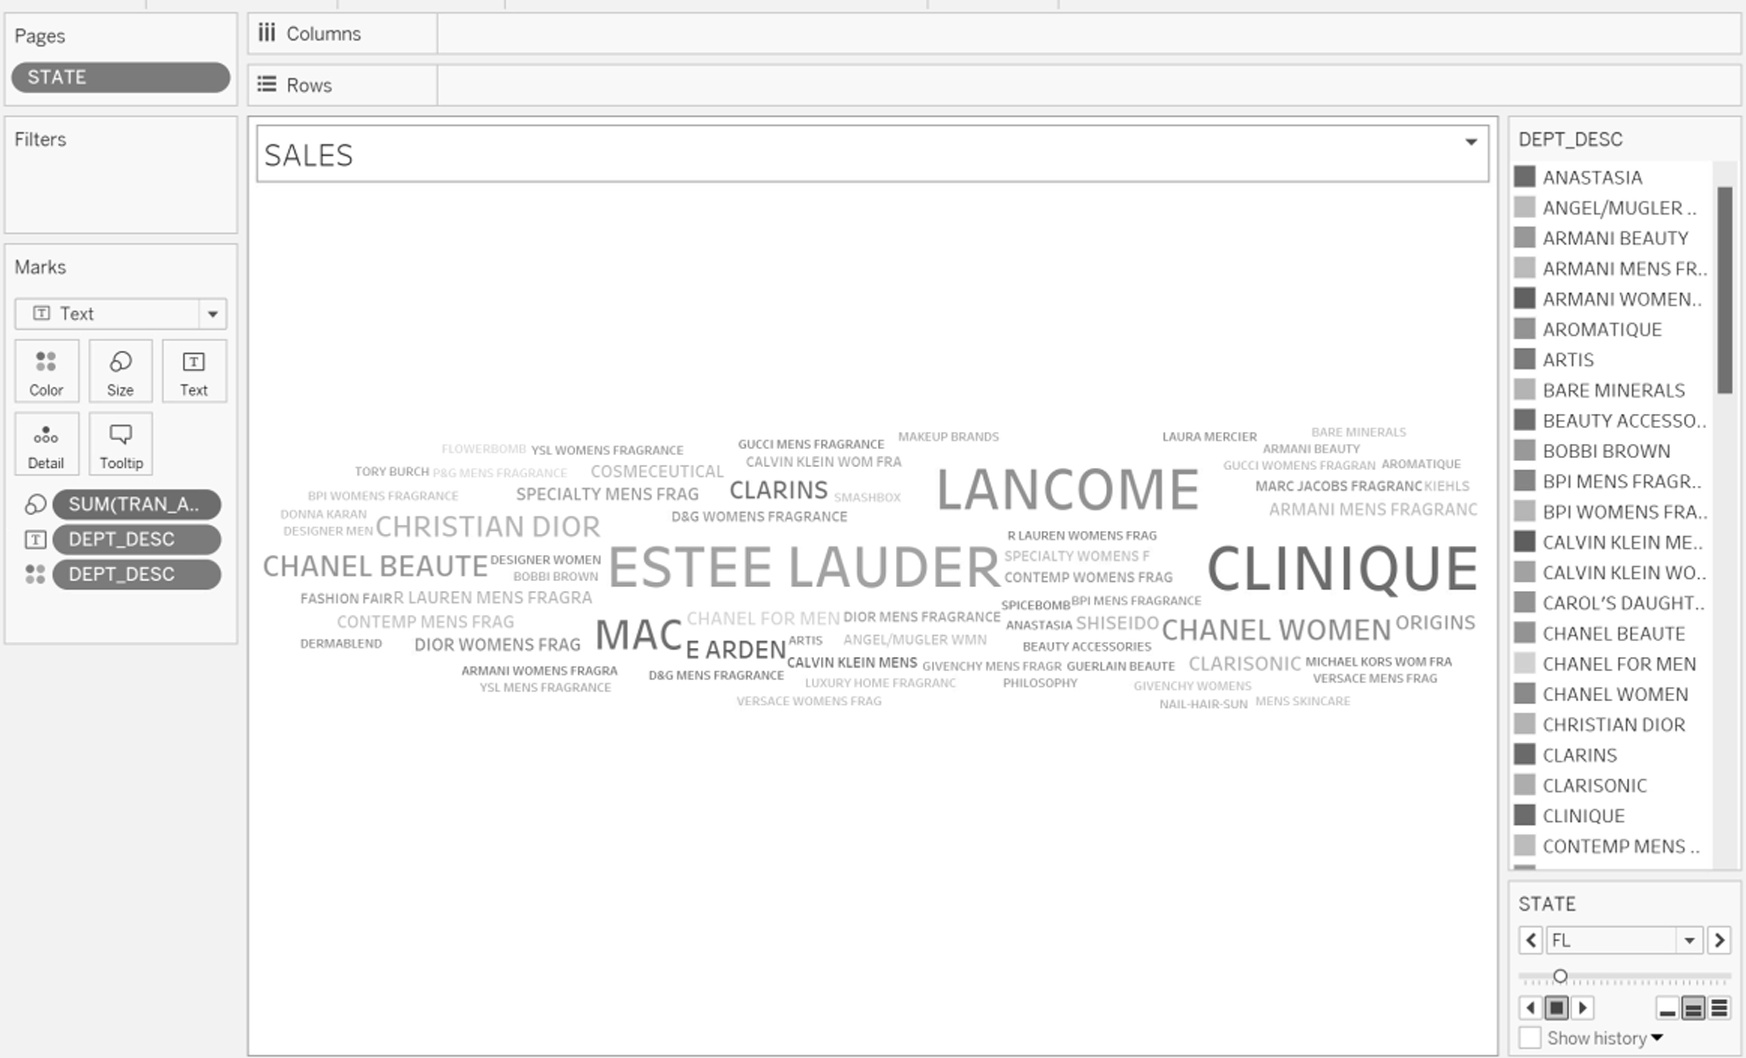 Pages
STATE
Columns
Rows
Filters
Marks
Text
Color
Size
Text
Detail
Tooltip
SUM(TRAN_A..
DEPT_DESC
DEPT_DESC
SALES
MAKEUP BRANDS
LAURA MERCIER
BARE MINERALS
FLOWERBOMB
YSL WOMENS FRAGRANCE
GUCCI MENS FRAGRANCE
ARMANI BEAUTY
CALVIN KLEIN WOM FRA
GUCCI WOMENS FRAGRAN
AROMATIQUE
TORY BURCH
P&G MENS FRAGRANCE
COSMECEUTICAL
LANCOME
BPI WOMENS FRAGRANCE
SPECIALTY MENS FRAG
CLARINS
SMASHBOX
MARC JACOBS FRAGRANC
KIEHLS
DONNA KARAN
D&G WOMENS FRAGRANCE
ARMANI MENS FRAGRANC
DESIGNER MEN
CHRISTIAN DIOR
R LAUREN WOMENS FRAG
CHANEL BEAUTE
DESIGNER WOMEN
ESTEE LAUDER
SPECIALTY WOMENS F
CLINIQUE
BOBBI BROWN
CONTEMP WOMENS FRAG
FASHION FAIR
R LAUREN MENS FRAGRA
SPICEBOMB
BPI MENS FRAGRANCE
CONTEMP MENS FRAG
MAC
CHANEL FOR MEN
DIOR MENS FRAGRANCE
ANASTASIA
SHISEIDO
CHANEL WOMEN
ORIGINS
DERMABLEND
DIOR WOMENS FRAG
E ARDEN
ARTIS
ANGEL/MUGLER WMN
BEAUTY ACCESSORIES
ARMANI WOMENS FRAGRA
D&G MENS FRAGRANCE
CALVIN KLEIN MENS
GIVENCHY MENS FRAGR
GUERLAIN BEAUTE
CLARISONIC
MICHAEL KORS WOM FRA
YSL MENS FRAGRANCE
LUXURY HOME FRAGRANC
PHILOSOPHY
GIVENCHY WOMENS
VERSACE MENS FRAG
VERSACE WOMENS FRAG
NAIL-HAIR-SUN
MENS SKINCARE
DEPT_DESC
ANASTASIA
ANGEL/MUGLER ..
ARMANI BEAUTY
ARMANI MENS FR..
ARMANI WOMEN..
AROMATIQUE
ARTIS
BARE MINERALS
BEAUTY ACCESSO..
BOBBI BROWN
BPI MENS FRAGR..
BPI WOMENS FRA..
CALVIN KLEIN ME..
CALVIN KLEIN WO..
CAROL'S DAUGHT..
CHANEL BEAUTE
CHANEL FOR MEN
CHANEL WOMEN
CHRISTIAN DIOR
CLARINS
CLARISONIC
CLINIQUE
CONTEMP MENS ..
STATE
FL
Show history